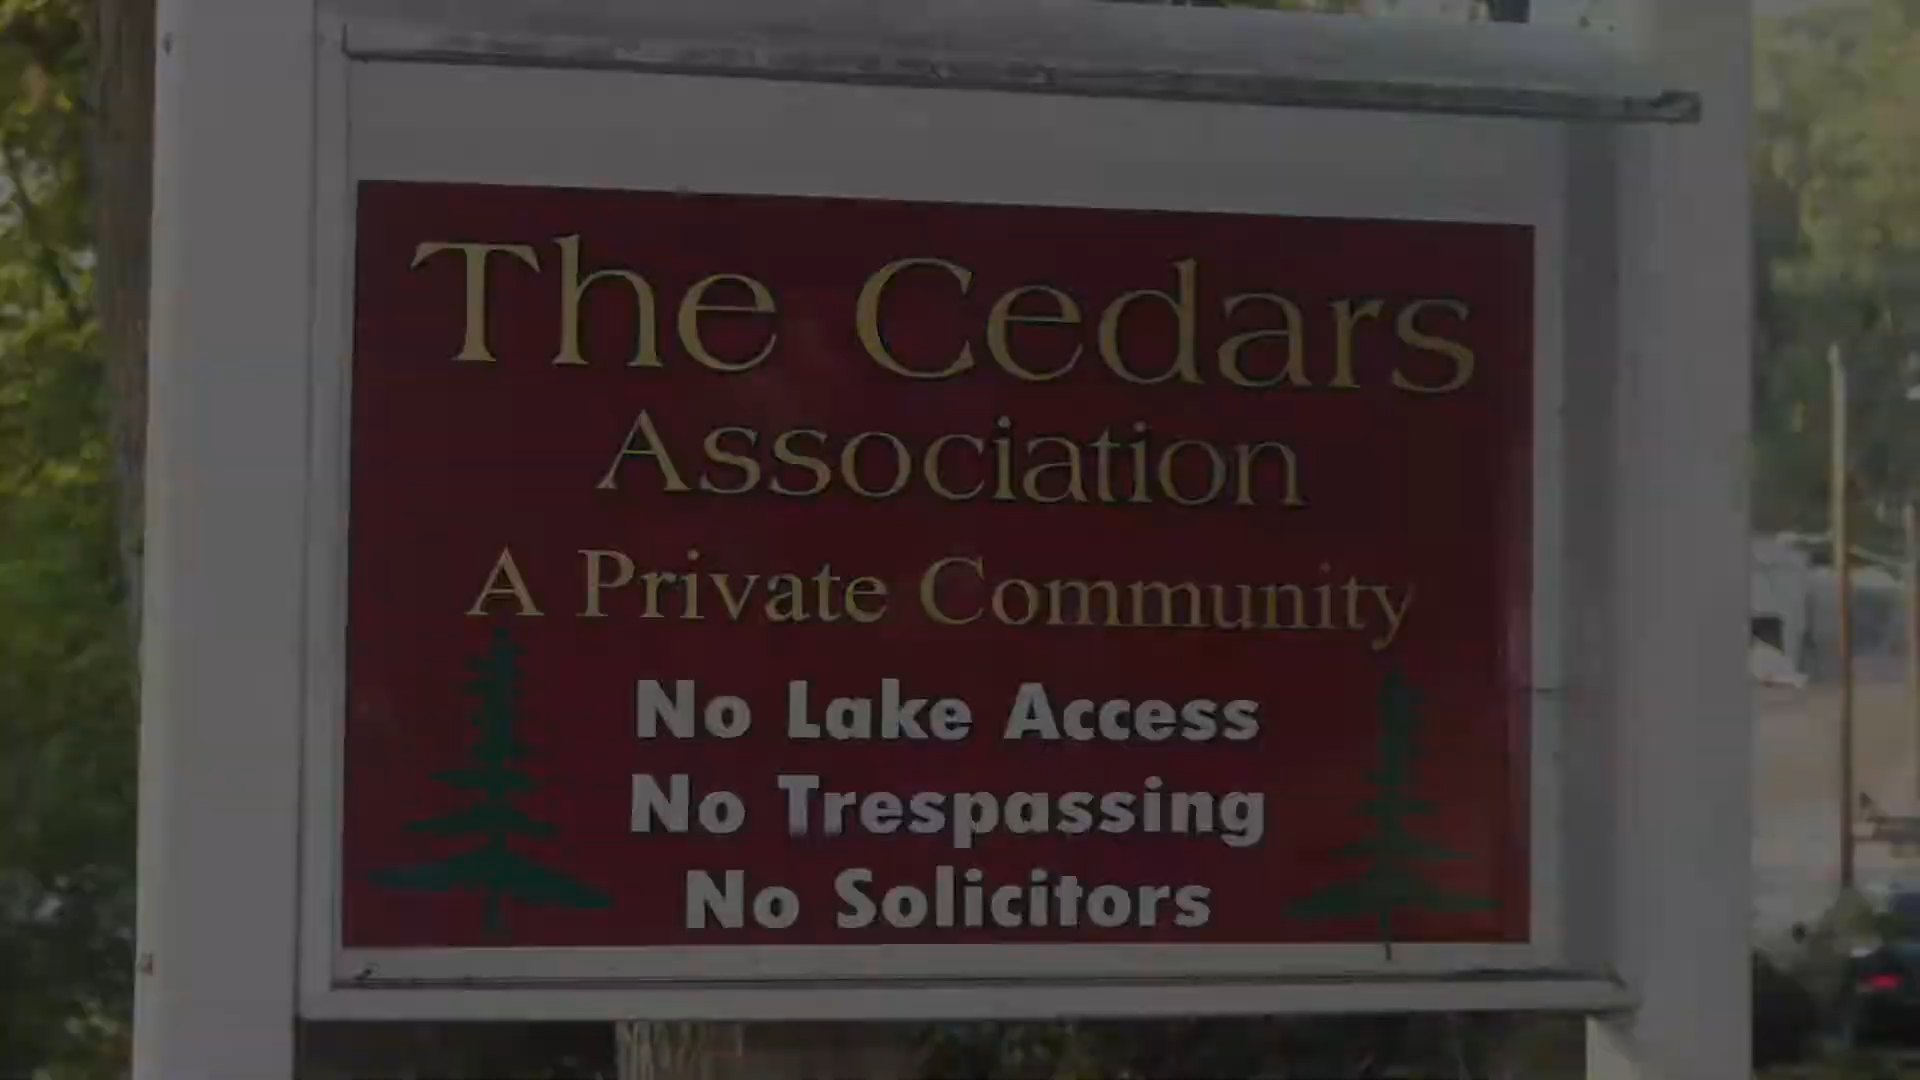 The Cedars
Association
A Private Community
No Lake Access
No Trespassing
No Solicitors